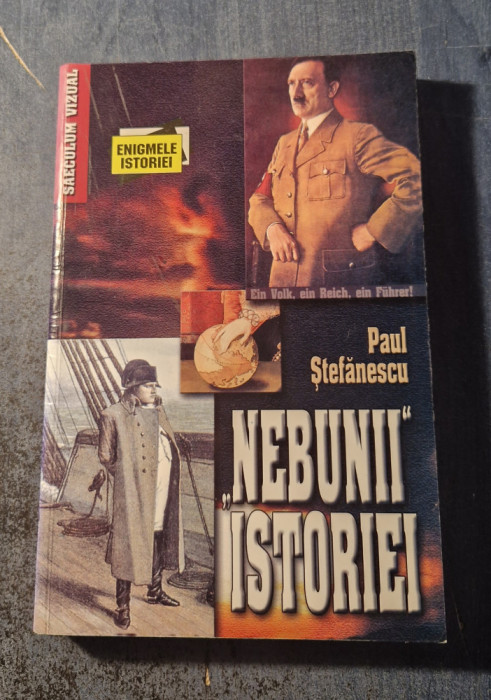 SAECULUM VIZUAL
ENIGMELE
ISTORIEI
Ein Volk, ein Reich, ein Führer!
Paul
Ştefănescu
NEBUNII“
„ISTORIEI